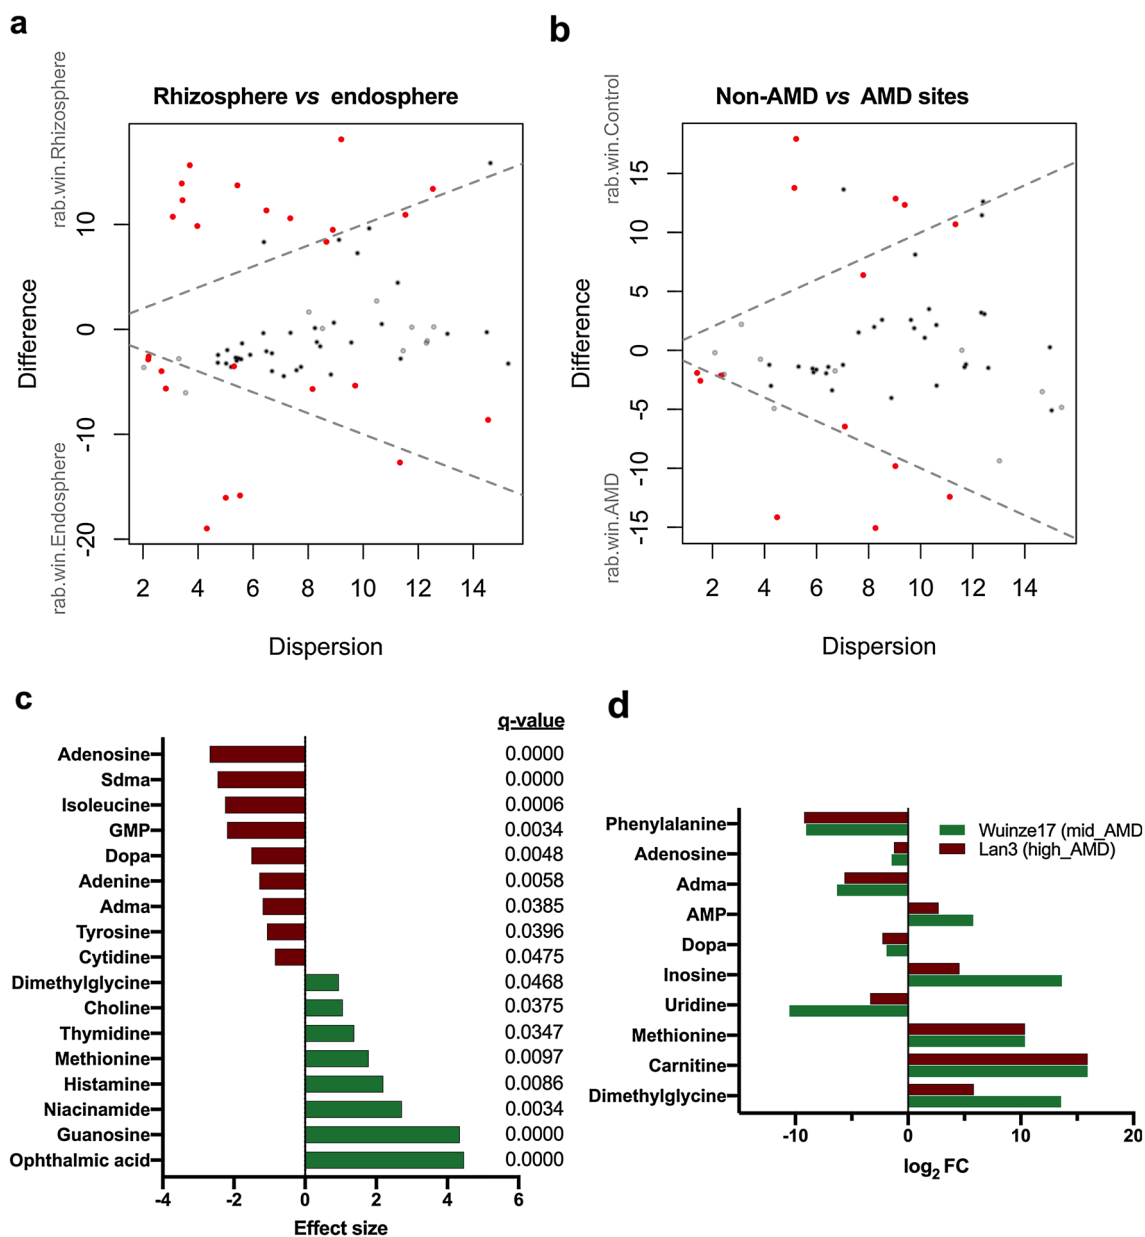 a
b
Rhizosphere vs endosphere
Non-AMD vs AMD sites
rab.win.Rhizosphere
Difference
rab.win.Endosphere
10
0
-10
-20
2 4 6 8 10 12 14
Dispersion
rab.win.Control
Difference
rab.win.AMD
15
10
5
0
-5
-10
-15
2 4 6 8 10 12 14
Dispersion
c
q-value
Adenosine 0.0000
Sdma 0.0000
Isoleucine 0.0006
GMP 0.0034
Dopa 0.0048
Adenine 0.0058
Adma 0.0385
Tyrosine 0.0396
Cytidine 0.0475
Dimethylglycine 0.0468
Choline 0.0375
Thymidine 0.0347
Methionine 0.0097
Histamine 0.0086
Niacinamide 0.0034
Guanosine 0.0000
Ophthalmic acid 0.0000
-4 -2 0 2 4 6
Effect size
d
Wuinze17 (mid_AMD
Lan3 (high_AMD)
Phenylalanine
Adenosine
Adma
AMP
Dopa
Inosine
Uridine
Methionine
Carnitine
Dimethylglycine
-10 0 10 20
log2 FC